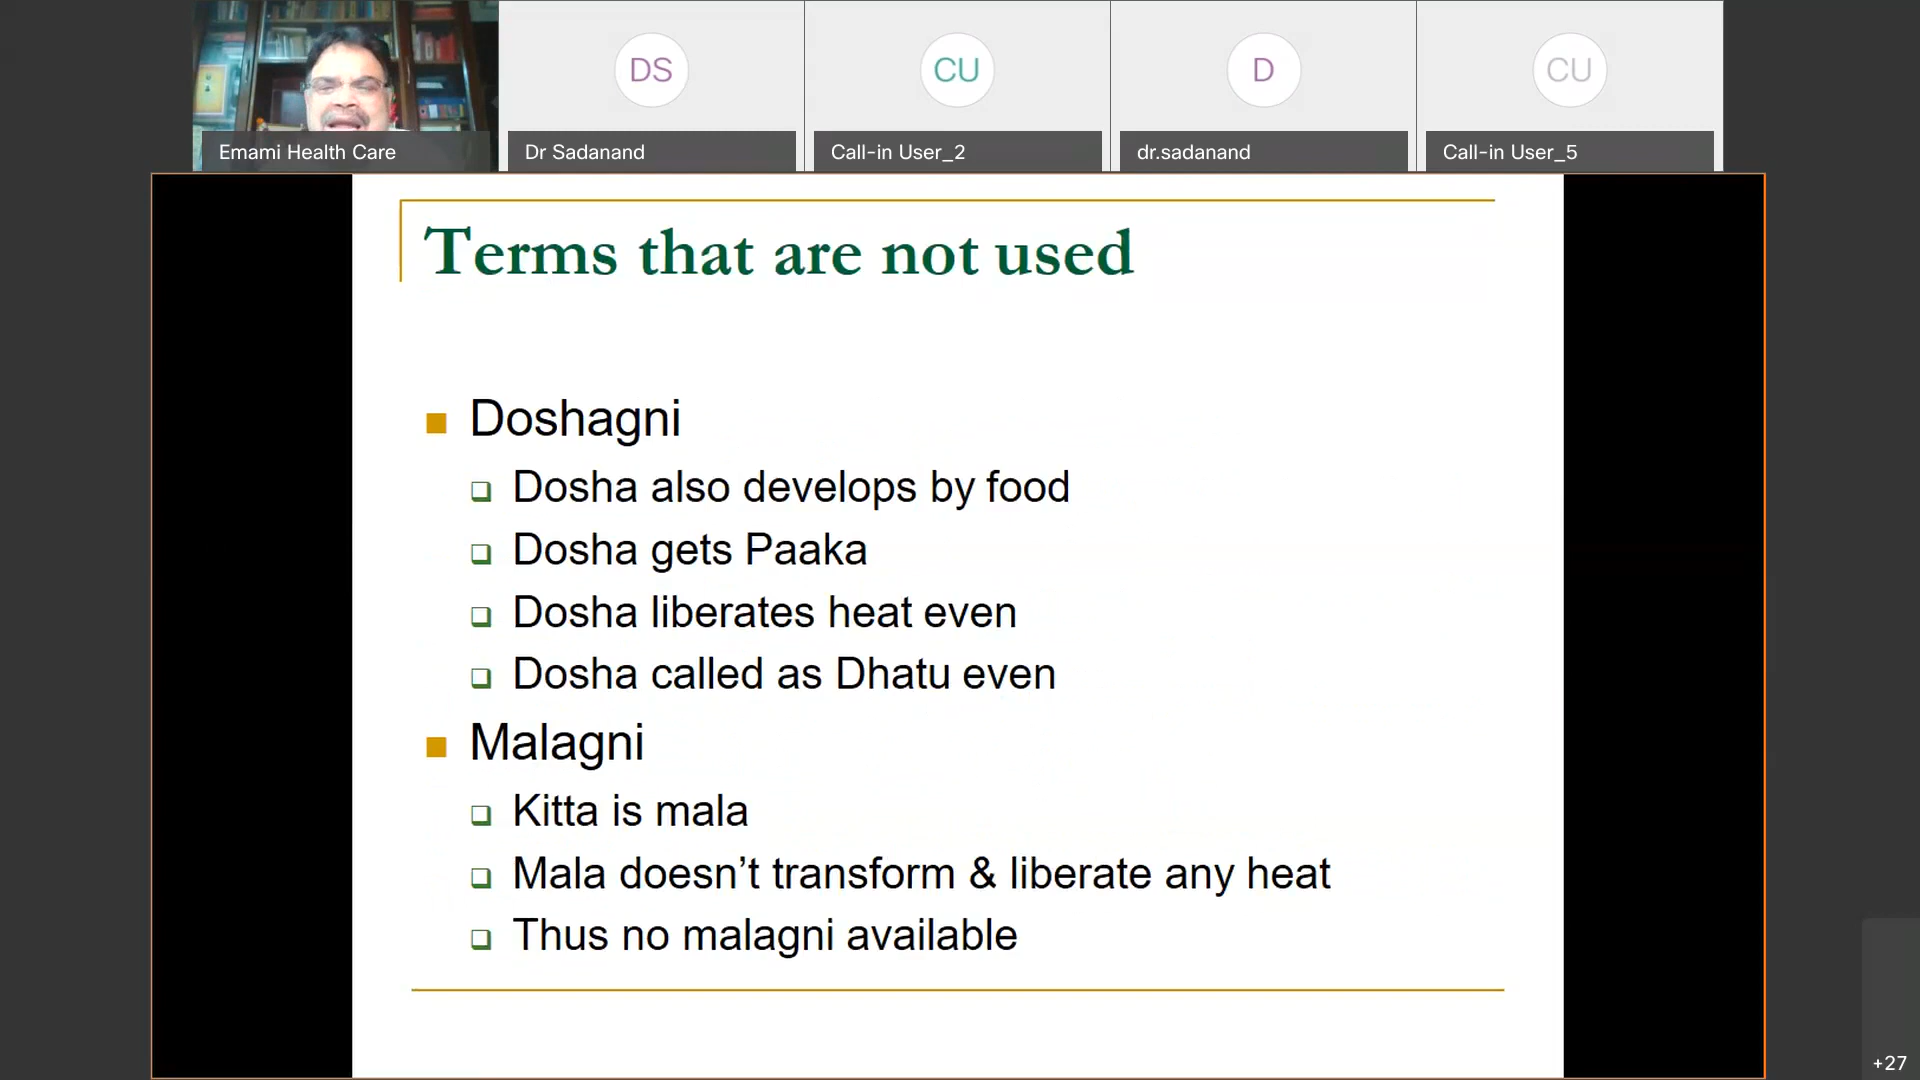 DS
CU
D
CU
Emami Health Care
Dr Sadanand
Call-in User_2
dr.sadanand
Call-in User_5
Terms that are not used
Doshagni
Dosha also develops by food
Dosha gets Paaka
Dosha liberates heat even
Dosha called as Dhatu even
Malagni
Kitta is mala
Mala doesn’t transform & liberate any heat
Thus no malagni available
+27